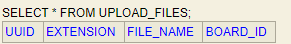 SELECT * FROM UPLOAD_FILES;
UUID EXTENSION FILE_NAME BOARD_ID